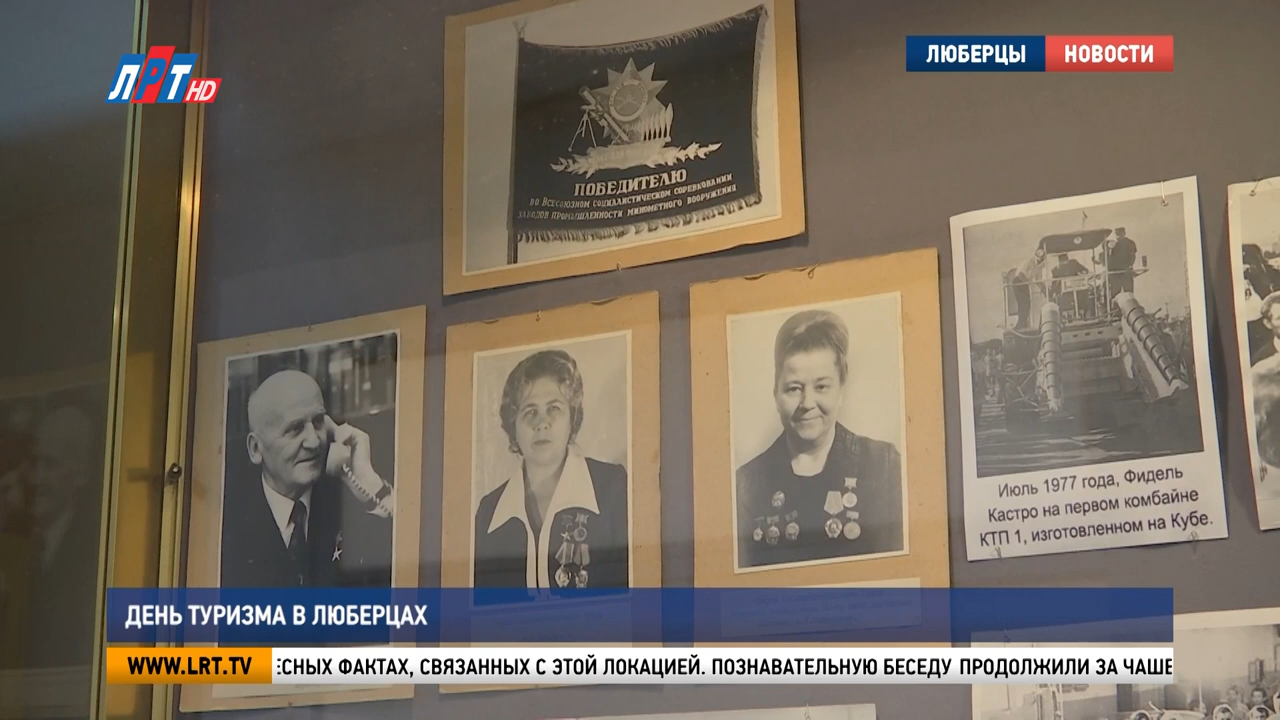 ЛРТ HD
ЛЮБЕРЦЫ НОВОСТИ
ПОБЕДИТЕЛЮ
ВО ВСЕСОЮЗНОМ СОЦИАЛИСТИЧЕСКОМ СОРЕВНОВАНИИ
ЗАВОДОВ ПРОМЫШЛЕННОСТИ МИНОМЕТНОГО ВООРУЖЕНИЯ
Июль 1977 года, Фидель
Кастро на первом комбайне
КТП 1, изготовленном на Кубе.
ДЕНЬ ТУРИЗМА В ЛЮБЕРЦАХ
WWW.LRT.TV
ЕСНЫХ ФАКТАХ, СВЯЗАННЫХ С ЭТОЙ ЛОКАЦИЕЙ. ПОЗНАВАТЕЛЬНУЮ БЕСЕДУ ПРОДОЛЖИЛИ ЗА ЧАШЕ